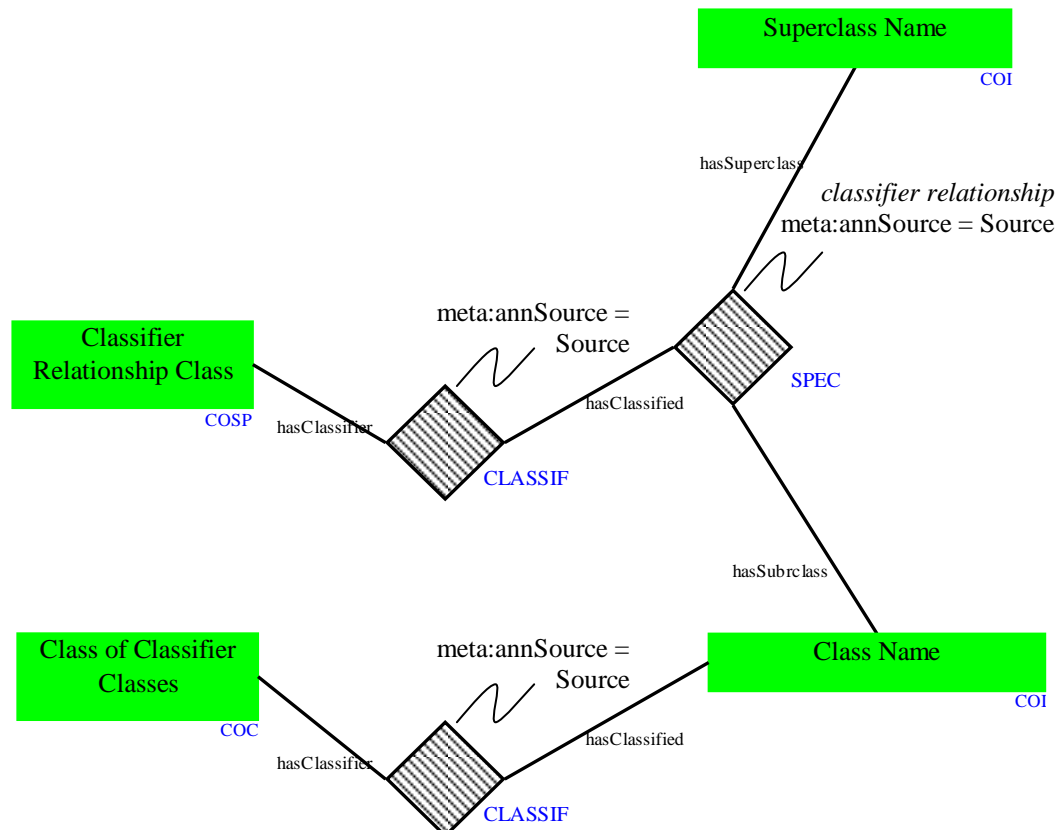 Superclass Name
COI
hasSuperclass
classifier relationship
meta:annSource = Source
meta:annSource =
Source
Classifier
Relationship Class
COSP
hasClassifier
hasClassified
SPEC
CLASSIF
hasSubrclass
Class of Classifier
Classes
COC
meta:annSource =
Source
Class Name
COI
hasClassifier
hasClassified
CLASSIF